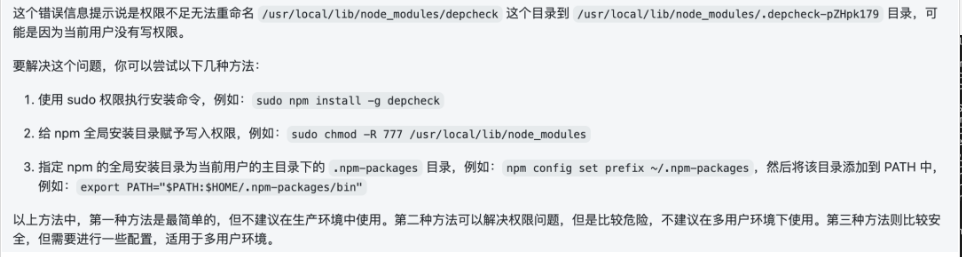 这个错误信息提示说是权限不足无法重命名 /usr/local/lib/node_modules/depcheck 这个目录到 /usr/local/lib/node_modules/.depcheck-pZHpk179 目录，可
能是因为当前用户没有写权限。
要解决这个问题，你可以尝试以下几种方法：
1. 使用 sudo 权限执行安装命令，例如： sudo npm install -g depcheck
2. 给 npm 全局安装目录赋予写入权限，例如： sudo chmod -R 777 /usr/local/lib/node_modules
3. 指定 npm 的全局安装目录为当前用户的主目录下的 .npm-packages 目录，例如： npm config set prefix ~/.npm-packages ，然后将该目录添加到 PATH 中，
例如： export PATH="$PATH:$HOME/.npm-packages/bin"
以上方法中，第一种方法是最简单的，但不建议在生产环境中使用。第二种方法可以解决权限问题，但是比较危险，不建议在多用户环境下使用。第三种方法则比较安
全，但需要进行一些配置，适用于多用户环境。